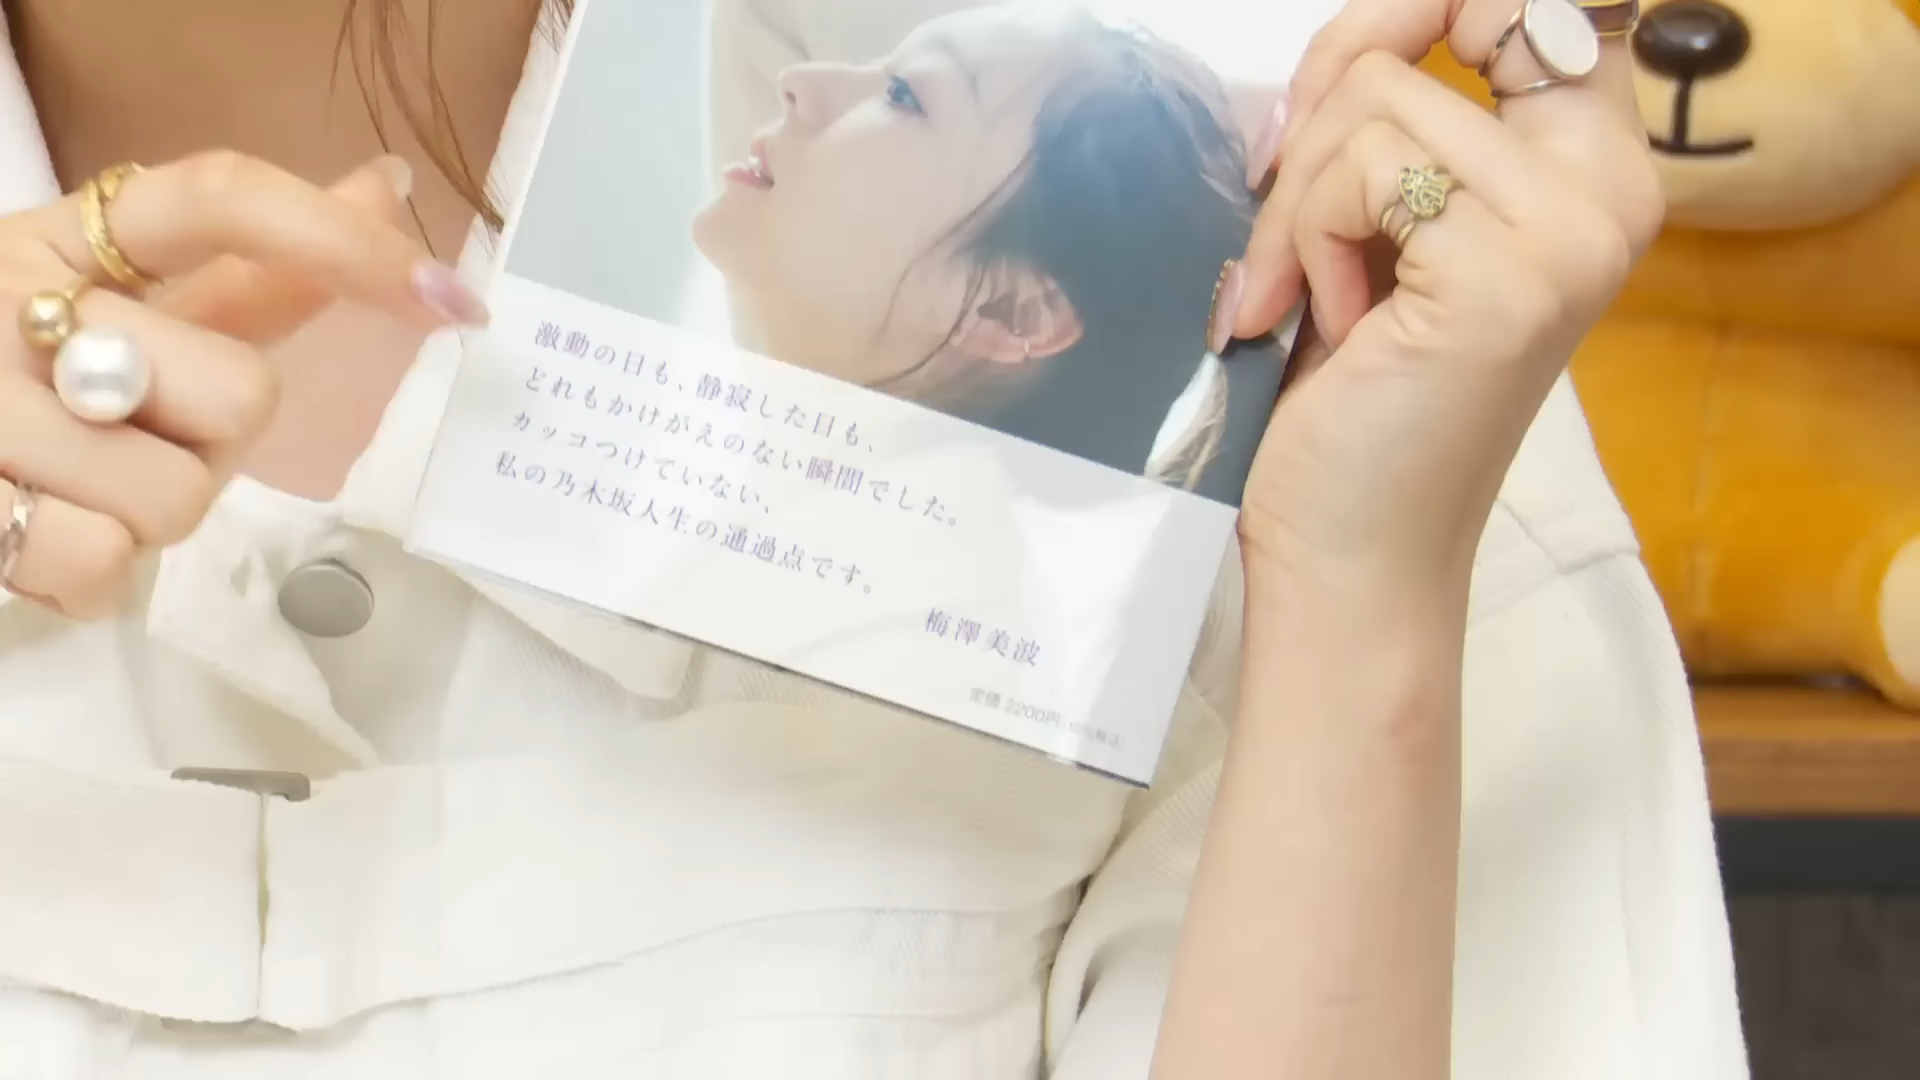 激動の日も、静寂した日も、
どれもかけがえのない瞬間でした。
カッコつけていない、
私の乃木坂人生の通過点です。
梅澤美波
定価 2200円